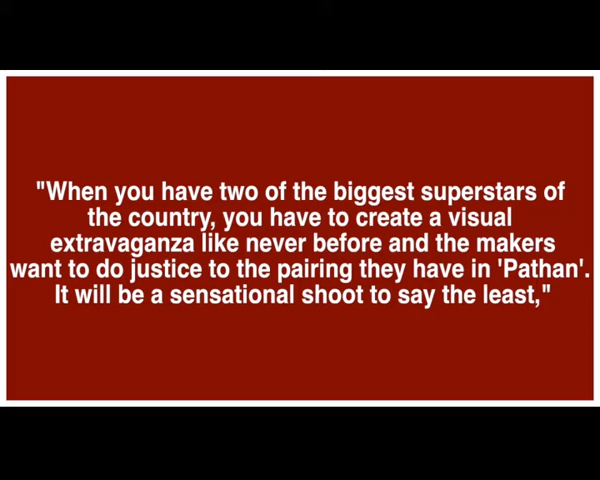 "When you have two of the biggest superstars of
the country, you have to create a visual
extravaganza like never before and the makers
want to do justice to the pairing they have in 'Pathan'.
It will be a sensational shoot to say the least,"